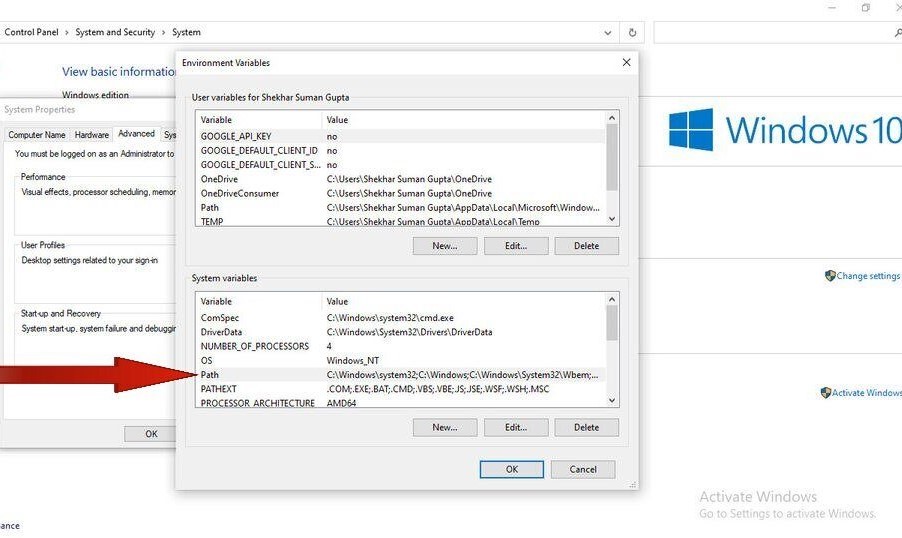 Control Panel > System and Security > System
View basic information
Windows edition
System Properties
Computer Name Hardware Advanced
You must be logged on as an Administrator to
Performance
Visual effects, processor scheduling, memor
User Profiles
Desktop settings related to your sign-in
Start-up and Recovery
System start-up, system failure and debuggin
OK
Environment Variables
User variables for Shekhar Suman Gupta
Variable Value
GOOGLE_API_KEY no
GOOGLE_DEFAULT_CLIENT_ID no
GOOGLE_DEFAULT_CLIENT_S... no
OneDrive C:\Users\Shekhar Suman Gupta\OneDrive
OneDriveConsumer C:\Users\Shekhar Suman Gupta\OneDrive
Path C:\Users\Shekhar Suman Gupta\AppData\Local\Microsoft\Window...
TEMP C:\Users\Shekhar Suman Gupta\AppData\Local\Temp
New... Edit... Delete
System variables
Variable Value
ComSpec C:\Windows\system32\cmd.exe
DriverData C:\Windows\System32\Drivers\DriverData
NUMBER_OF_PROCESSORS 4
OS Windows_NT
Path C:\Windows\system32;C:\Windows;C:\Windows\System32\Wbem;...
PATHEXT .COM;.EXE;.BAT;.CMD;.VBS;.VBE;.JS;.JSE;.WSF;.WSH;.MSC
PROCESSOR_ARCHITECTURE AMD64
New... Edit... Delete
OK Cancel
Windows 10
Change settings
Activate Windows
Activate Windows
Go to Settings to activate Windows.
ance